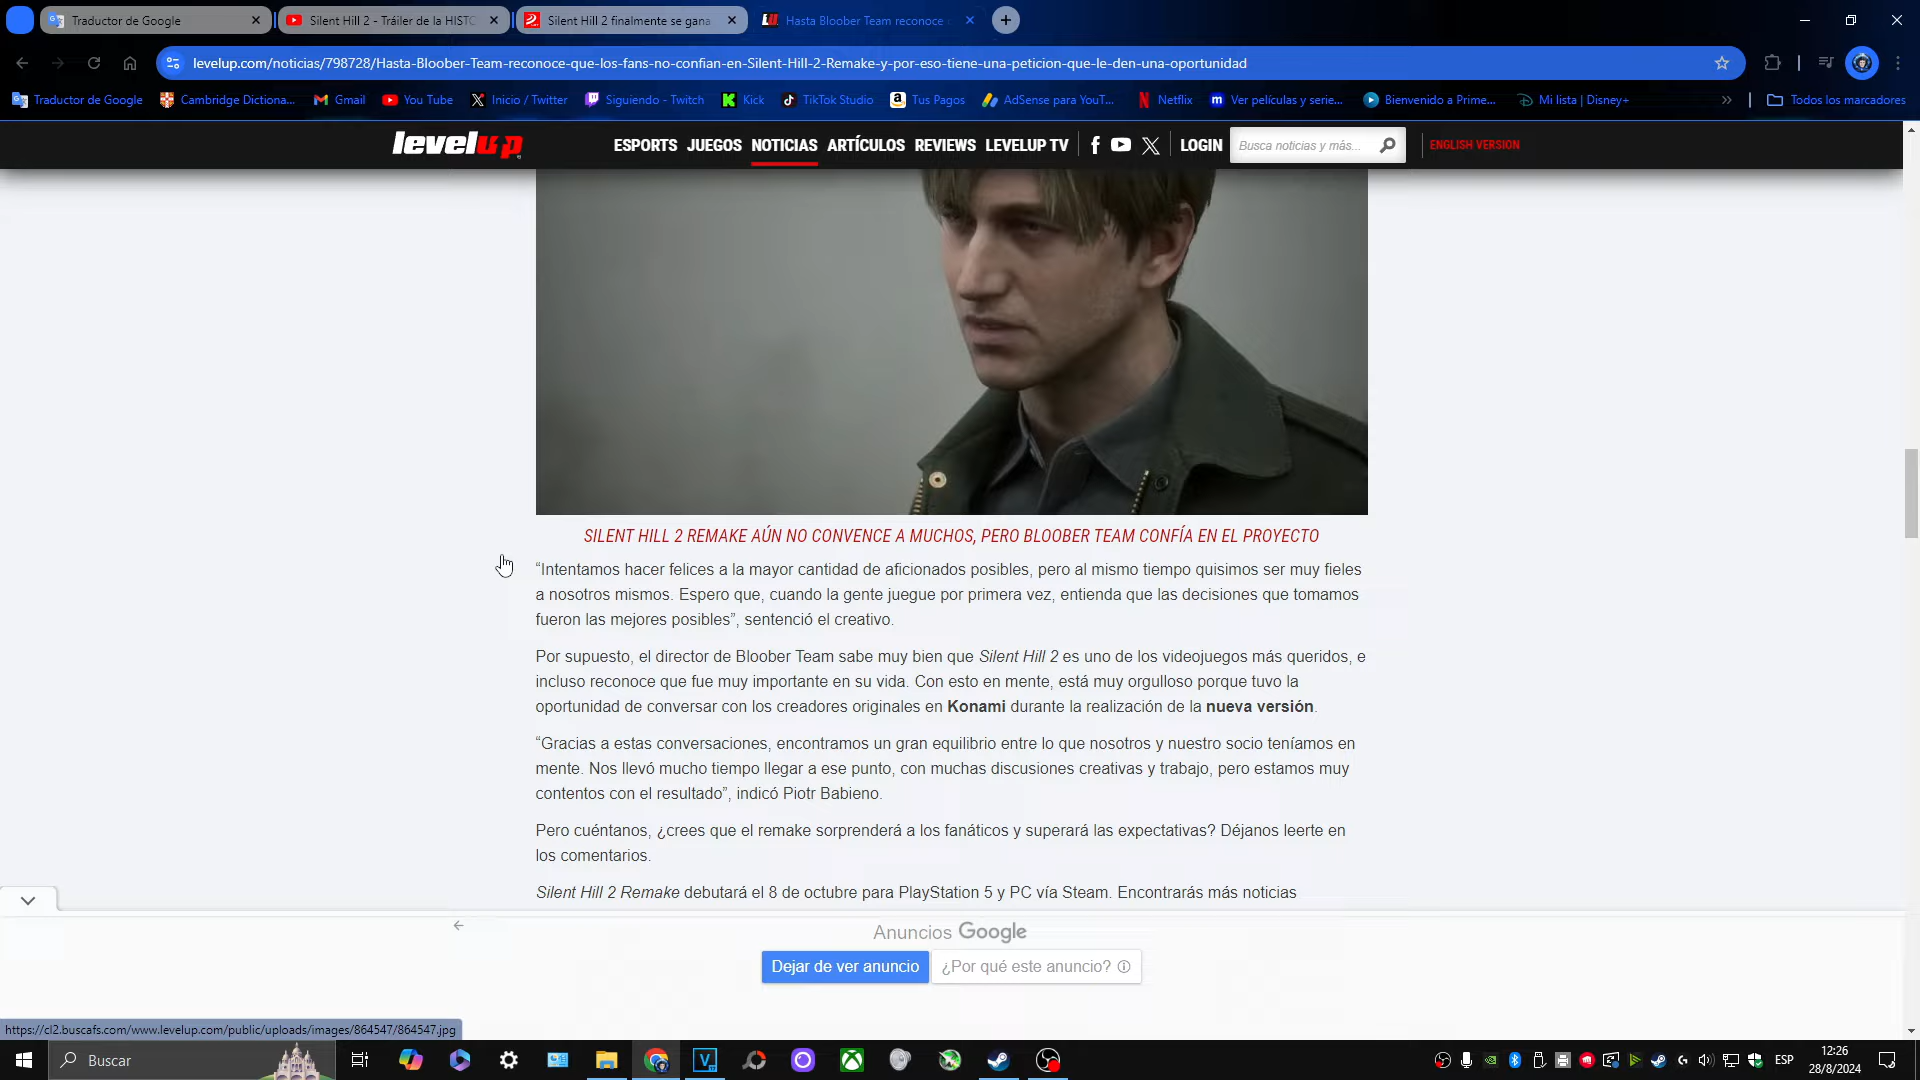 Traductor de Google
Silent Hill 2 - Tráiler de la HISTO
Silent Hill 2 finalmente se gana
Hasta Bloober Team reconoce
levelup.com/noticias/798728/Hasta-Bloober-Team-reconoce-que-los-fans-no-confian-en-Silent-Hill-2-Remake-y-por-eso-tiene-una-peticion-que-le-den-una-oportunidad
Traductor de Google
Cambridge Dictiona...
Gmail
You Tube
Inicio / Twitter
Siguiendo - Twitch
Kick
TikTok Studio
Tus Pagos
AdSense para YouT...
Netflix
Ver películas y serie...
Bienvenido a Prime...
Mi lista | Disney+
Todos los marcadores
levelup
ESPORTS JUEGOS NOTICIAS ARTÍCULOS REVIEWS LEVELUP TV
LOGIN
Busca noticias y más...
ENGLISH VERSION
SILENT HILL 2 REMAKE AÚN NO CONVENCE A MUCHOS, PERO BLOOBER TEAM CONFÍA EN EL PROYECTO
“Intentamos hacer felices a la mayor cantidad de aficionados posibles, pero al mismo tiempo quisimos ser muy fieles
a nosotros mismos. Espero que, cuando la gente juegue por primera vez, entienda que las decisiones que tomamos
fueron las mejores posibles”, sentenció el creativo.
Por supuesto, el director de Bloober Team sabe muy bien que Silent Hill 2 es uno de los videojuegos más queridos, e
incluso reconoce que fue muy importante en su vida. Con esto en mente, está muy orgulloso porque tuvo la
oportunidad de conversar con los creadores originales en Konami durante la realización de la nueva versión.
“Gracias a estas conversaciones, encontramos un gran equilibrio entre lo que nosotros y nuestro socio teníamos en
mente. Nos llevó mucho tiempo llegar a ese punto, con muchas discusiones creativas y trabajo, pero estamos muy
contentos con el resultado”, indicó Piotr Babieno.
Pero cuéntanos, ¿crees que el remake sorprenderá a los fanáticos y superará las expectativas? Déjanos leerte en
los comentarios.
Silent Hill 2 Remake debutará el 8 de octubre para PlayStation 5 y PC vía Steam. Encontrarás más noticias
Anuncios Google
Dejar de ver anuncio
¿Por qué este anuncio?
https://cl2.buscafs.com/www.levelup.com/public/uploads/images/864547/864547.jpg
Buscar
ESP
12:26
28/8/2024